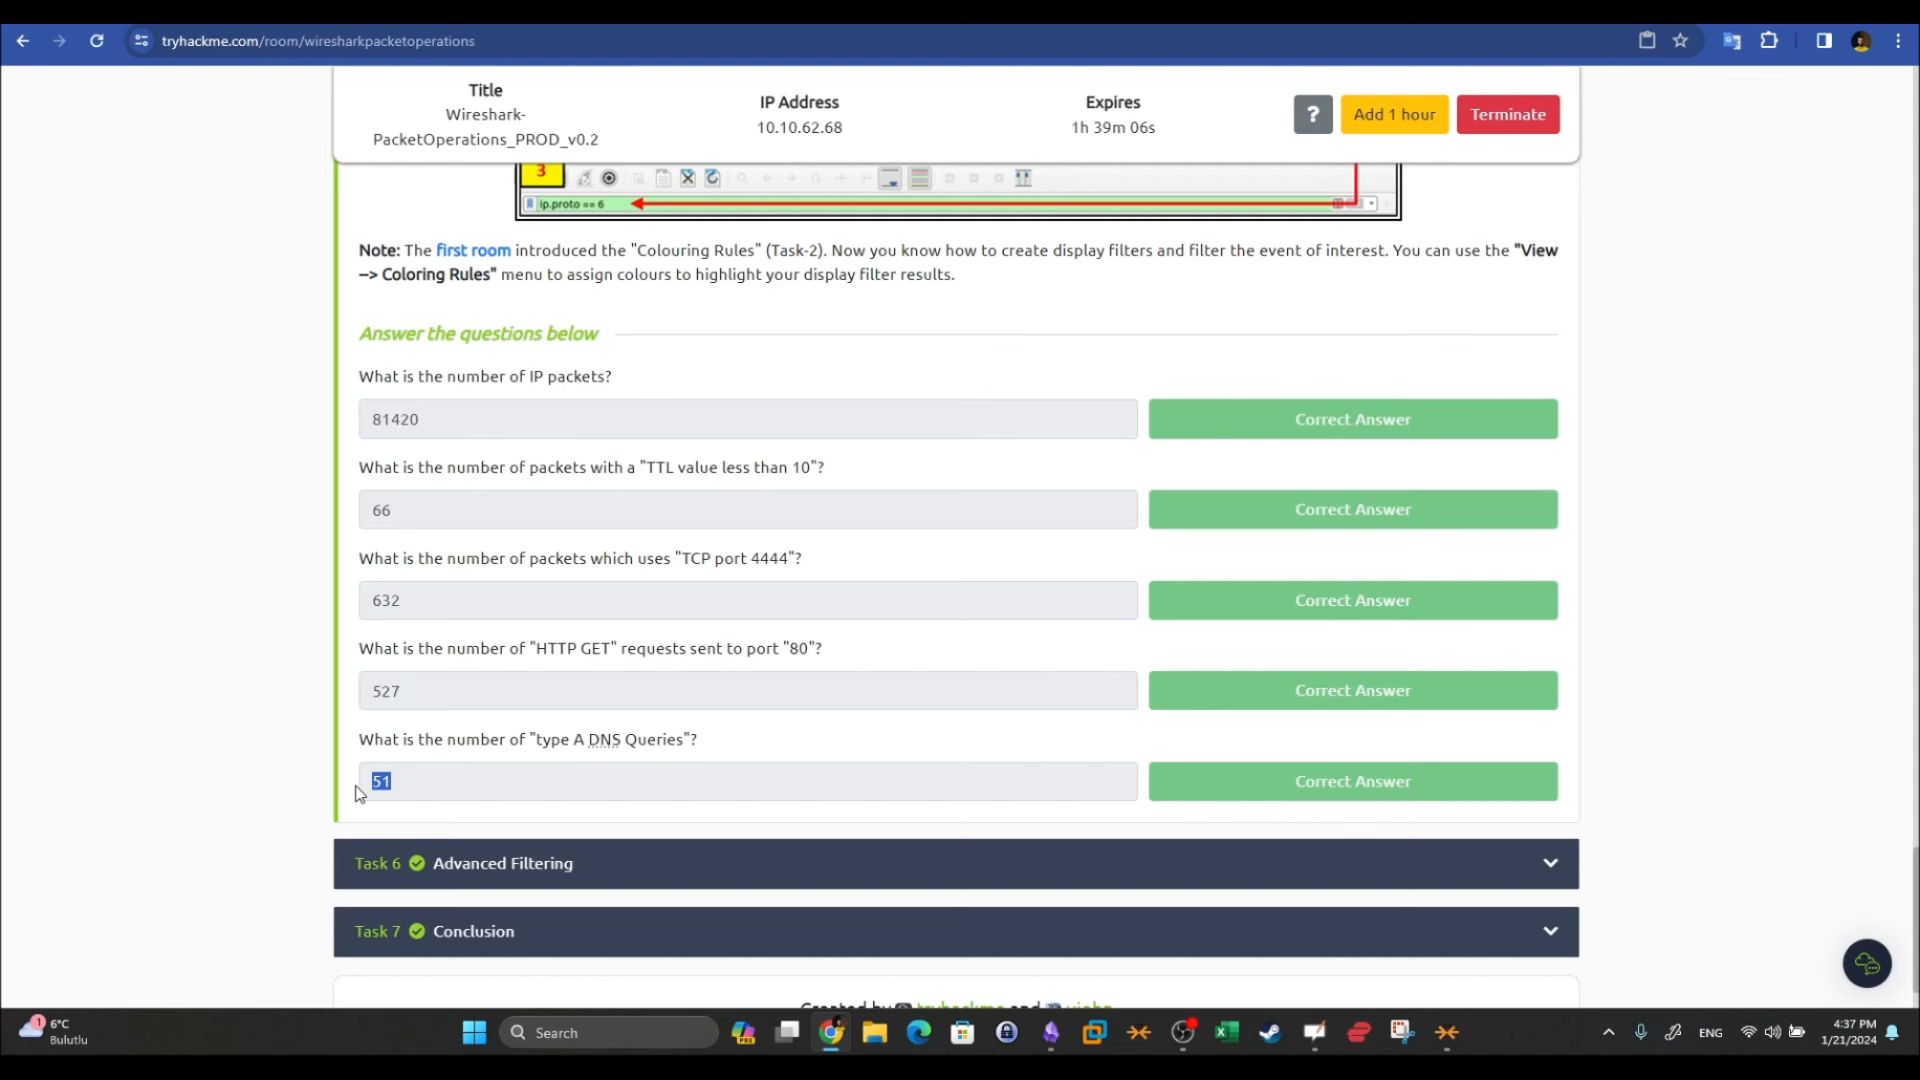 tryhackme.com/room/wiresharkpacketoperations
Title
Wireshark-
PacketOperations_PROD_v0.2
IP Address
10.10.62.68
Expires
1h 39m 06s
?
Add 1 hour
Terminate
3
ip.proto == 6
Note: The first room introduced the "Colouring Rules" (Task-2). Now you know how to create display filters and filter the event of interest. You can use the "View
--> Coloring Rules" menu to assign colours to highlight your display filter results.
Answer the questions below
What is the number of IP packets?
81420
Correct Answer
What is the number of packets with a "TTL value less than 10"?
66
Correct Answer
What is the number of packets which uses "TCP port 4444"?
632
Correct Answer
What is the number of "HTTP GET" requests sent to port "80"?
527
Correct Answer
What is the number of "type A DNS Queries"?
51
Correct Answer
Task 6 Advanced Filtering
Task 7 Conclusion
Created by tryhackme and
1
6°C
Bulutlu
Search
PRE
ENG
4:37 PM
1/21/2024